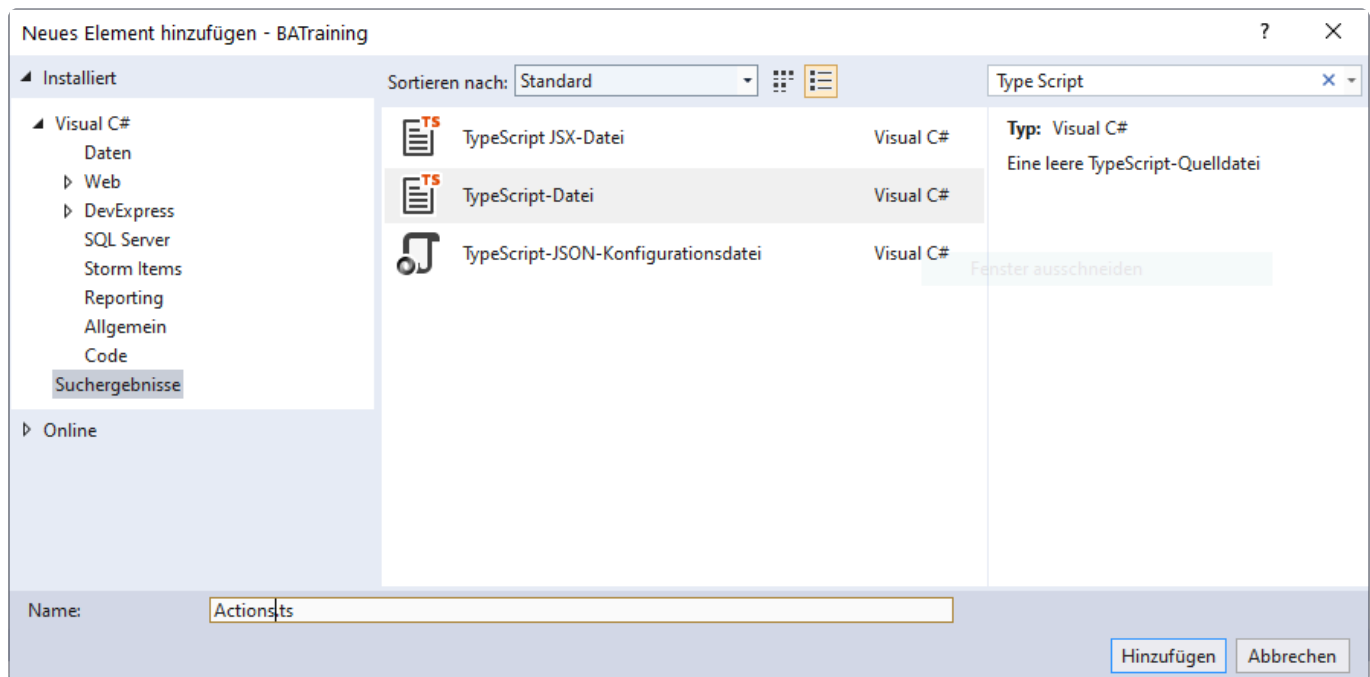 Neues Element hinzufügen - BATraining
?
Installiert
Sortieren nach: Standard
Type Script
Visual C#
Daten
Web
DevExpress
SQL Server
Storm Items
Reporting
Allgemein
Code
Suchergebnisse
Online
TS TypeScript JSX-Datei Visual C#
TS TypeScript-Datei Visual C#
TypeScript-JSON-Konfigurationsdatei Visual C#
Typ: Visual C#
Eine leere TypeScript-Quelldatei
Fenster ausschneiden
Name: Actions.ts
Hinzufügen Abbrechen